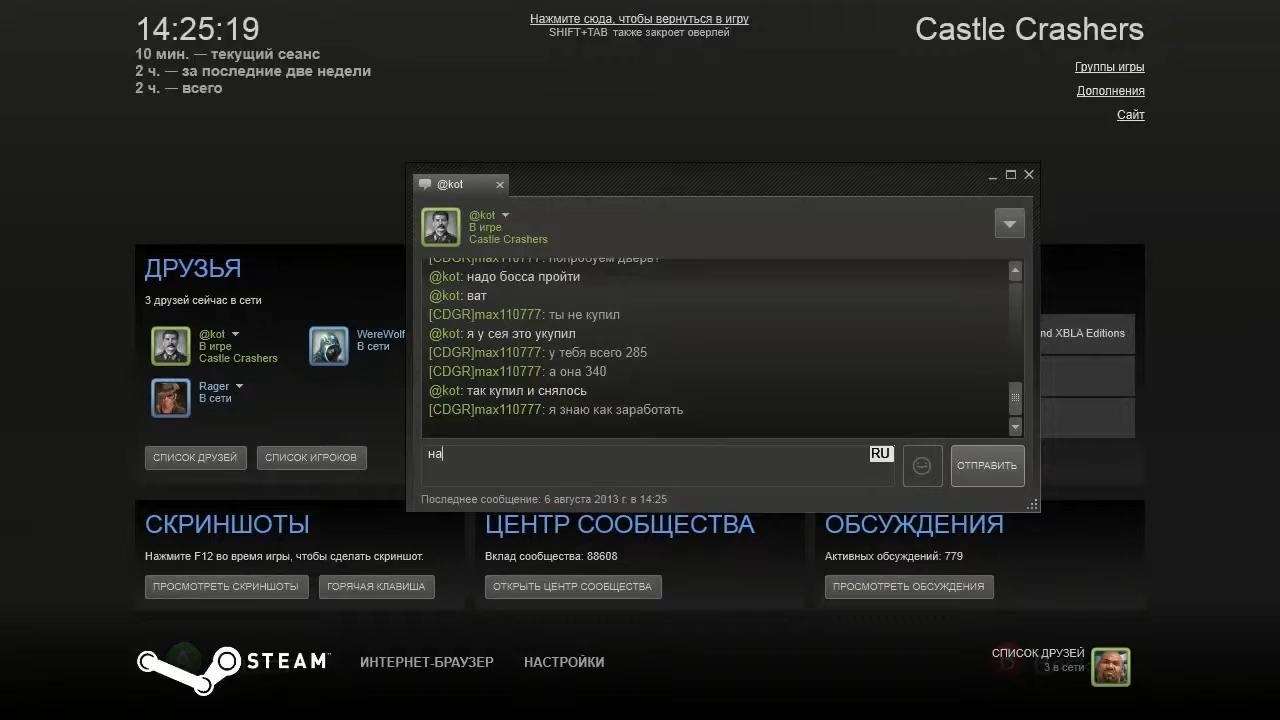 14:25:19
10 мин. — текущий сеанс
2 ч. — за последние две недели
2 ч. — всего
Нажмите сюда, чтобы вернуться в игру
SHIFT+TAB также закроет оверлей
Castle Crashers
Группы игры
Дополнения
Сайт
ДРУЗЬЯ
3 друзей сейчас в сети
@kot
В игре
Castle Crashers
WereWolf
В сети
Rager
В сети
СПИСОК ДРУЗЕЙ
СПИСОК ИГРОКОВ
@kot
@kot
В игре
Castle Crashers
[CDGR]max110777: попробуем дверь?
@kot: надо босса пройти
@kot: ват
[CDGR]max110777: ты не купил
@kot: я у сея это укупил
[CDGR]max110777: у тебя всего 285
[CDGR]max110777: а она 340
@kot: так купил и снялось
[CDGR]max110777: я знаю как заработать
на
RU
ОТПРАВИТЬ
Последнее сообщение: 6 августа 2013 г. в 14:25
nd XBLA Editions
СКРИНШОТЫ
Нажмите F12 во время игры, чтобы сделать скриншот.
ПРОСМОТРЕТЬ СКРИНШОТЫ
ГОРЯЧАЯ КЛАВИША
ЦЕНТР СООБЩЕСТВА
Вклад сообщества: 88608
ОТКРЫТЬ ЦЕНТР СООБЩЕСТВА
ОБСУЖДЕНИЯ
Активных обсуждений: 779
ПРОСМОТРЕТЬ ОБСУЖДЕНИЯ
STEAM™
ИНТЕРНЕТ-БРАУЗЕР
НАСТРОЙКИ
СПИСОК ДРУЗЕЙ
3 в сети